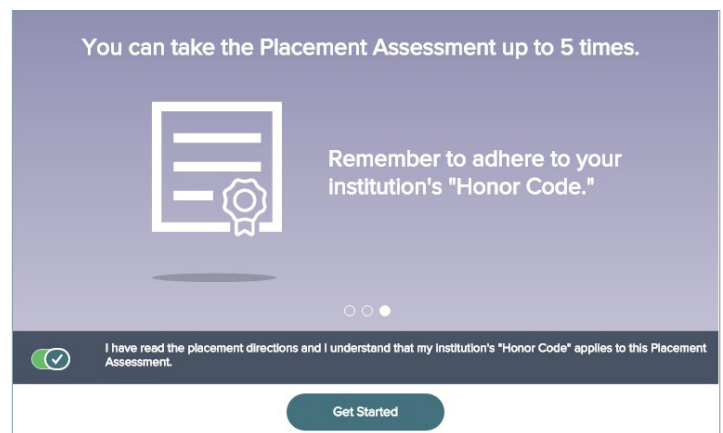 You can take the Placement Assessment up to 5 times.
Remember to adhere to your
institution's "Honor Code."
I have read the placement directions and I understand that my institution's "Honor Code" applies to this Placement
Assessment.
Get Started